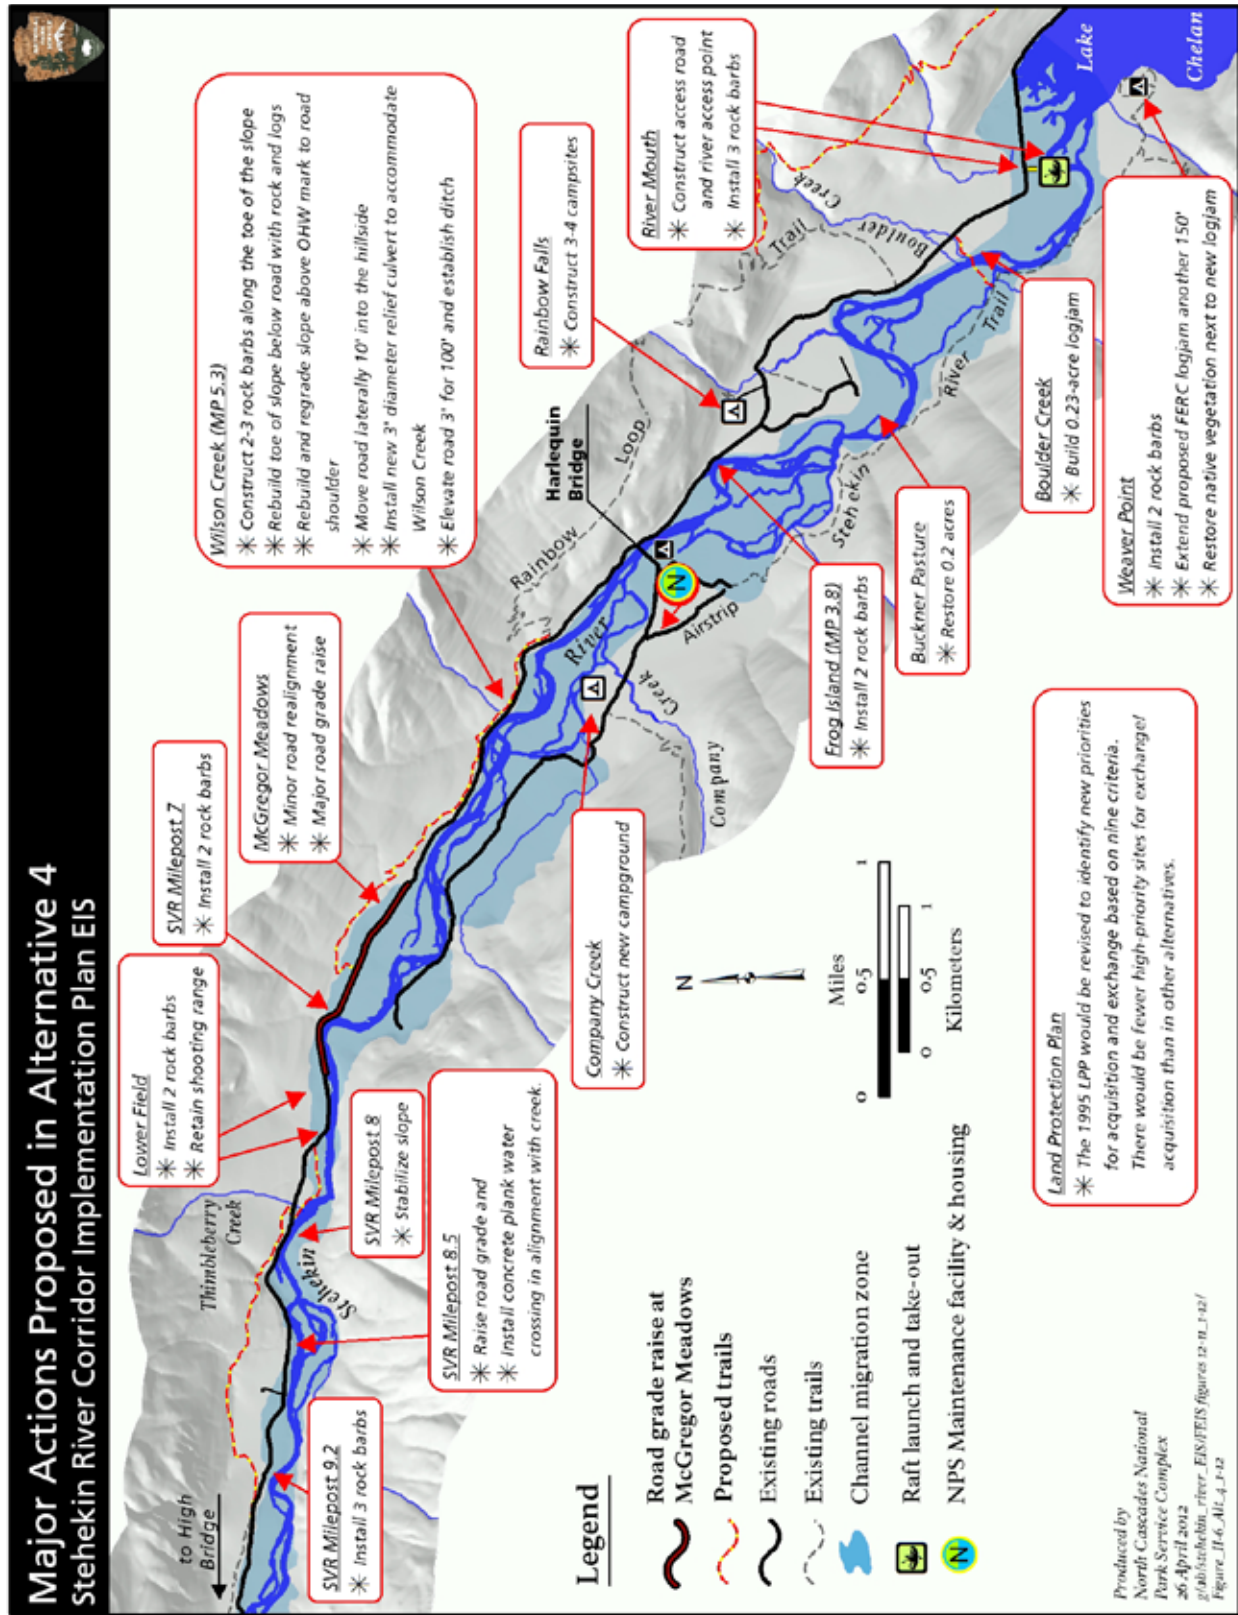 Major Actions Proposed in Alternative 4
Stehekin River Corridor Implementation Plan EIS
to High
Bridge
SVR Milepost 9.2
✳ Install 3 rock barbs
Thimbleberry
Creek
Stehekin
SVR Milepost 8.5
✳ Raise road grade and
✳ Install concrete plank water
crossing in alignment with creek.
SVR Milepost 8
✳ Stabilize slope
Lower Field
✳ Install 2 rock barbs
✳ Retain shooting range
SVR Milepost 7
✳ Install 2 rock barbs
McGregor Meadows
✳ Minor road realignment
✳ Major road grade raise
Wilson Creek (MP 5.3)
✳ Construct 2-3 rock barbs along the toe of the slope
✳ Rebuild toe of slope below road with rock and logs
✳ Rebuild and regrade slope above OHW mark to road
shoulder
✳ Move road laterally 10' into the hillside
✳ Install new 3' diameter relief culvert to accommodate
Wilson Creek
✳ Elevate road 3' for 100' and establish ditch
Rainbow
Loop
Trail
River
Harlequin
Bridge
Rainbow Falls
✳ Construct 3-4 campsites
River Mouth
✳ Construct access road
and river access point
✳ Install 3 rock barbs
Boulder
Creek
Lake
Chelan
N
Airstrip
Company
Creek
Stehekin
River
Trail
Company Creek
✳ Construct new campground
Frog Island (MP 3.8)
✳ Install 2 rock barbs
Buckner Pasture
✳ Restore 0.2 acres
Boulder Creek
✳ Build 0.23-acre logjam
Weaver Point
✳ Install 2 rock barbs
✳ Extend proposed FERC logjam another 150'
✳ Restore native vegetation next to new logjam
N
Miles
0 0.5 1
0 0.5 1
Kilometers
Land Protection Plan
✳ The 1995 LPP would be revised to identify new priorities
for acquisition and exchange based on nine criteria.
There would be fewer high-priority sites for exchange/
acquisition than in other alternatives.
Legend
Road grade raise at
McGregor Meadows
Proposed trails
Existing roads
Existing trails
Channel migration zone
Raft launch and take-out
N
NPS Maintenance facility & housing
Produced by
North Cascades National
Park Service Complex
26 April 2012
g/ab/stehekin_river_EIS/FEIS figures 12-11_1-12/
Figure_II-6_Alt_4_1-12